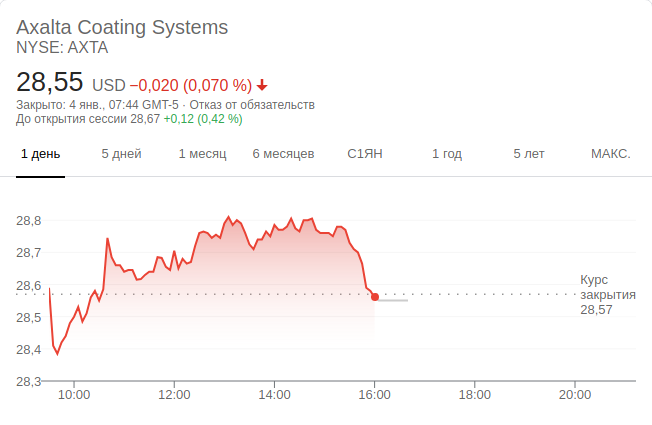 Axalta Coating Systems
NYSE: AXTA
28,55 USD −0,020 (0,070 %)
Закрыто: 4 янв., 07:44 GMT-5 · Отказ от обязательств
До открытия сессии 28,67 +0,12 (0,42 %)
1 день 5 дней 1 месяц 6 месяцев С1ЯН 1 год 5 лет МАКС.
28,8
28,7
28,6
28,5
28,4
28,3
Курс
закрытия
28,57
10:00 12:00 14:00 16:00 18:00 20:00